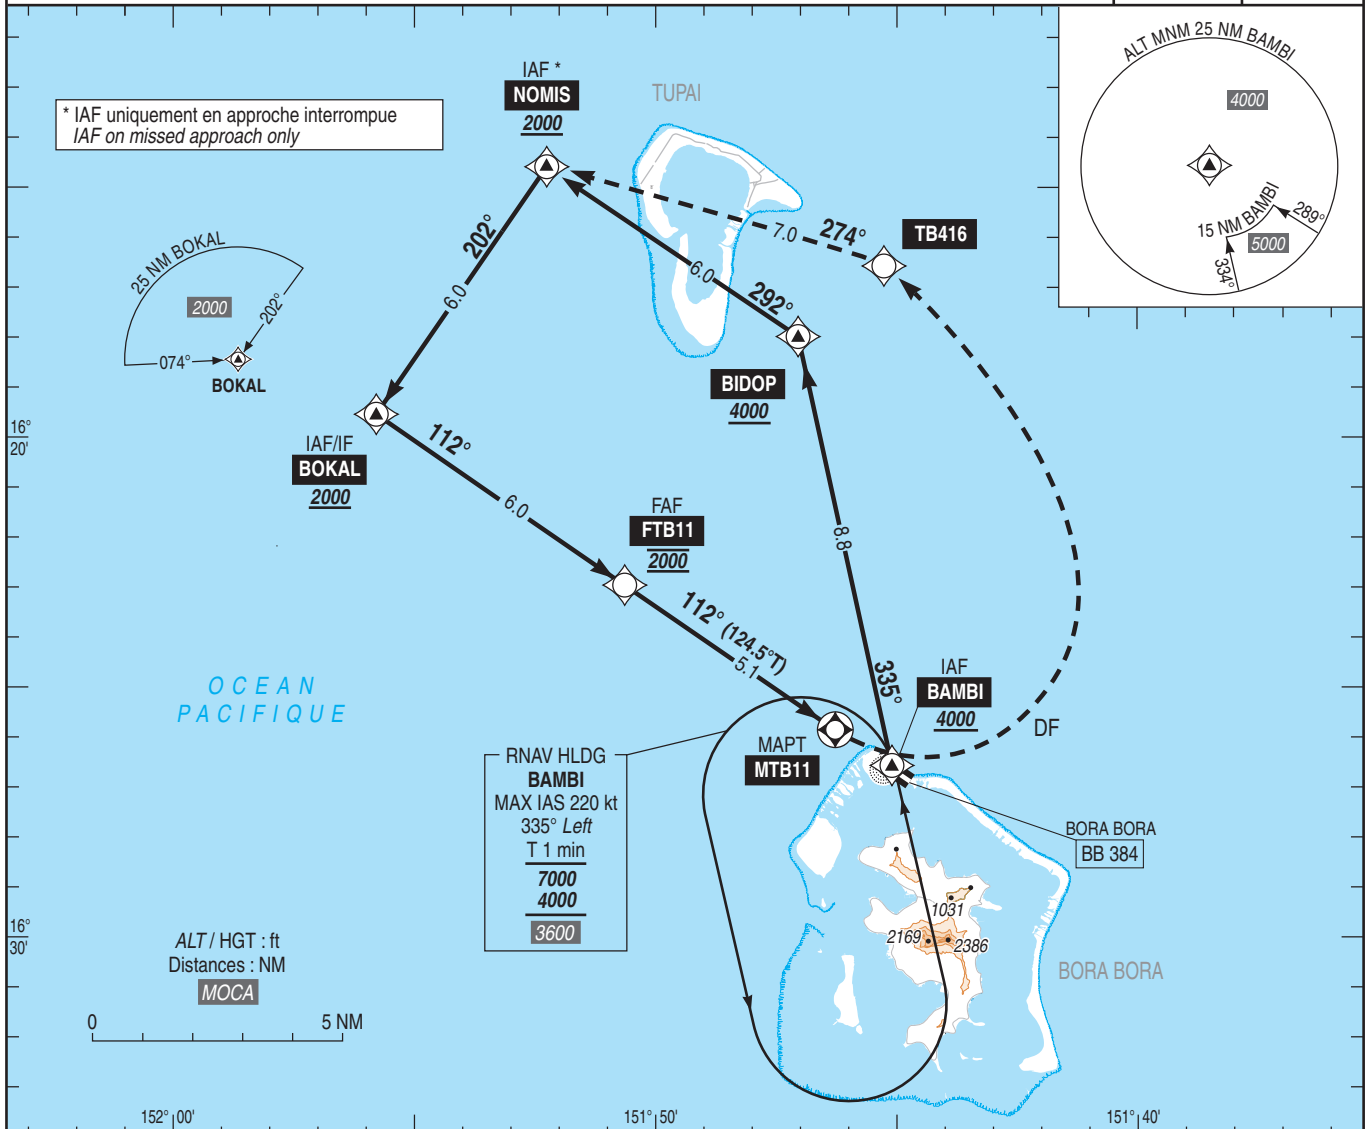 * IAF uniquement en approche interrompue
IAF on missed approach only
IAF *
NOMIS
2000
TUPAI
ALT MNM 25 NM BAMBI
4000
15 NM BAMBI
289°
5000
334°
25 NM BOKAL
2000
202°
074°
BOKAL
202°
6.0
7.0
274°
TB416
6.0
292°
BIDOP
4000
16°
20'
IAF/IF
BOKAL
2000
112°
6.0
FAF
FTB11
2000
8.8
112° (124.5°T)
5.1
335°
IAF
BAMBI
4000
DF
OCEAN
PACIFIQUE
MAPT
MTB11
RNAV HLDG
BAMBI
MAX IAS 220 kt
335° Left
T 1 min
7000
4000
3600
BORA BORA
BB 384
1031
2169
2386
BORA BORA
16°
30'
ALT / HGT : ft
Distances : NM
MOCA
0
5 NM
152° 00'
151° 50'
151° 40'